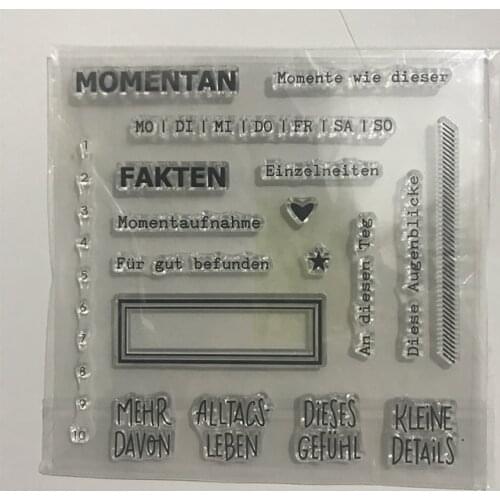 MOMENTAN
Momente wie dieser
MO | DI | MI | DO | FR | SA | SO
1
2
3
4
5
6
7
8
9
10
FAKTEN
Einzelneiten
Momentaufnahme
Für gut befunden
An diesen Teg
Diese Augenblicke
MEHR
DAVON
ALLTAGS-
LEBEN
DIESES
GEFÜHL
KLEINE
DETAILS